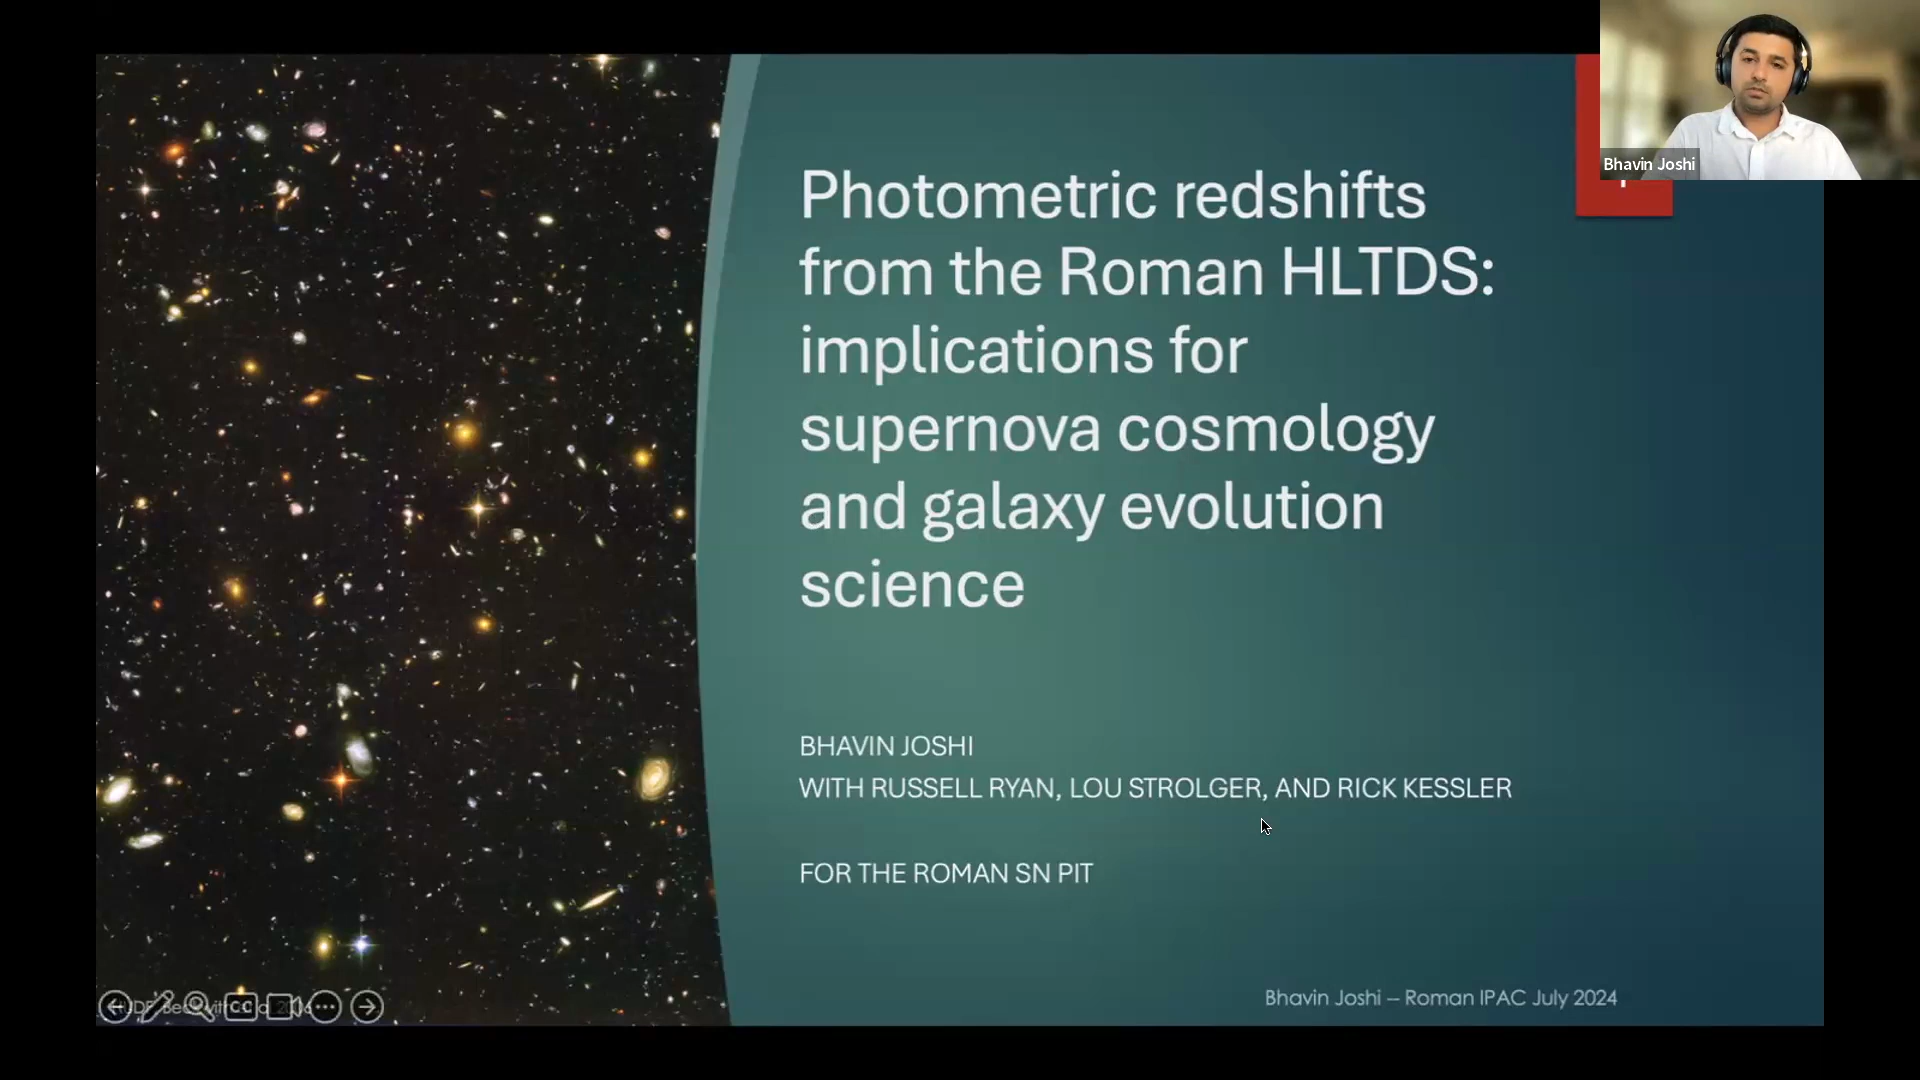 Bhavin Joshi
Photometric redshifts
from the Roman HLTDS:
implications for
supernova cosmology
and galaxy evolution
science
BHAVIN JOSHI
WITH RUSSELL RYAN, LOU STROLGER, AND RICK KESSLER
FOR THE ROMAN SN PIT
Bhavin Joshi – Roman IPAC July 2024